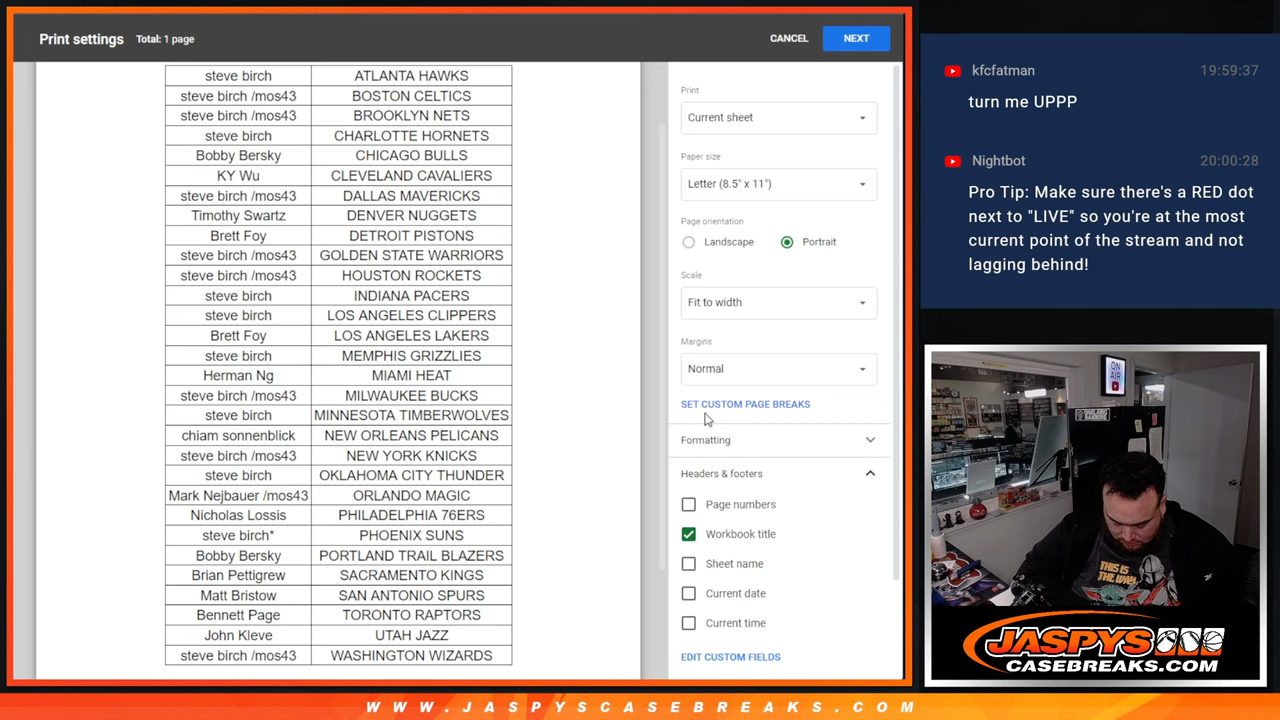 Print settings Total: 1 page
CANCEL
NEXT
steve birch ATLANTA HAWKS
steve birch /mos43 BOSTON CELTICS
steve birch /mos43 BROOKLYN NETS
steve birch CHARLOTTE HORNETS
Bobby Bersky CHICAGO BULLS
KY Wu CLEVELAND CAVALIERS
steve birch /mos43 DALLAS MAVERICKS
Timothy Swartz DENVER NUGGETS
Brett Foy DETROIT PISTONS
steve birch /mos43 GOLDEN STATE WARRIORS
steve birch /mos43 HOUSTON ROCKETS
steve birch INDIANA PACERS
steve birch LOS ANGELES CLIPPERS
Brett Foy LOS ANGELES LAKERS
steve birch MEMPHIS GRIZZLIES
Herman Ng MIAMI HEAT
steve birch /mos43 MILWAUKEE BUCKS
steve birch MINNESOTA TIMBERWOLVES
chiam sonnenblick NEW ORLEANS PELICANS
steve birch /mos43 NEW YORK KNICKS
steve birch OKLAHOMA CITY THUNDER
Mark Nejbauer /mos43 ORLANDO MAGIC
Nicholas Lossis PHILADELPHIA 76ERS
steve birch* PHOENIX SUNS
Bobby Bersky PORTLAND TRAIL BLAZERS
Brian Pettigrew SACRAMENTO KINGS
Matt Bristow SAN ANTONIO SPURS
Bennett Page TORONTO RAPTORS
John Kleve UTAH JAZZ
steve birch /mos43 WASHINGTON WIZARDS
Print
Current sheet
Paper size
Letter (8.5" x 11")
Page orientation
Landscape Portrait
Scale
Fit to width
Margins
Normal
SET CUSTOM PAGE BREAKS
Formatting
Headers & footers
Page numbers
Workbook title
Sheet name
Current date
Current time
EDIT CUSTOM FIELDS
kfcfatman 19:59:37
turn me UPPP
Nightbot 20:00:28
Pro Tip: Make sure there's a RED dot
next to "LIVE" so you're at the most
current point of the stream and not
lagging behind!
ON
AIR
THIS IS
THE WAY
JASPYS
CASEBREAKS.COM
WWW.JASPYSCASEBREAKS.COM